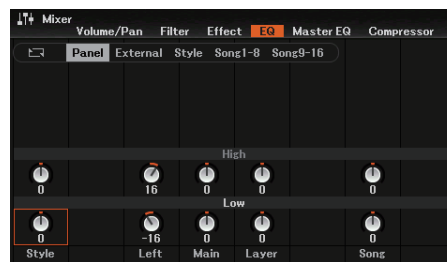 Mixer
Volume/Pan Filter Effect EQ Master EQ Compressor
Panel External Style Song1-8 Song9-16
High
0 16 0 0 0
Low
0 -16 0 0 0
Style Left Main Layer Song